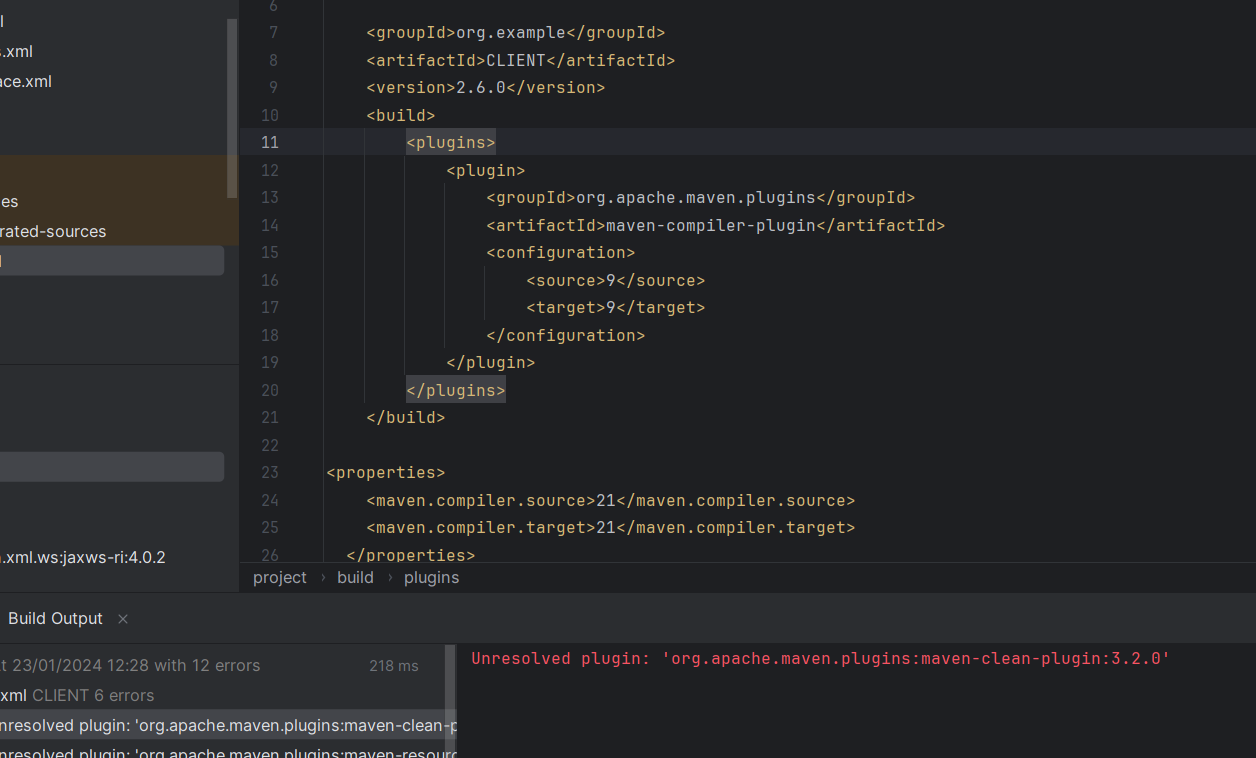 l
s.xml
ace.xml
es
rated-sources
.xml.ws:jaxws-ri:4.0.2
6
7 <groupId>org.example</groupId>
8 <artifactId>CLIENT</artifactId>
9 <version>2.6.0</version>
10 <build>
11 <plugins>
12 <plugin>
13 <groupId>org.apache.maven.plugins</groupId>
14 <artifactId>maven-compiler-plugin</artifactId>
15 <configuration>
16 <source>9</source>
17 <target>9</target>
18 </configuration>
19 </plugin>
20 </plugins>
21 </build>
22
23 <properties>
24 <maven.compiler.source>21</maven.compiler.source>
25 <maven.compiler.target>21</maven.compiler.target>
26 </properties>
project › build › plugins
Build Output ×
t 23/01/2024 12:28 with 12 errors 218 ms
xml CLIENT 6 errors
nresolved plugin: 'org.apache.maven.plugins:maven-clean-p
nresolved plugin: 'org.apache.maven.plugins:maven-resourc
Unresolved plugin: 'org.apache.maven.plugins:maven-clean-plugin:3.2.0'